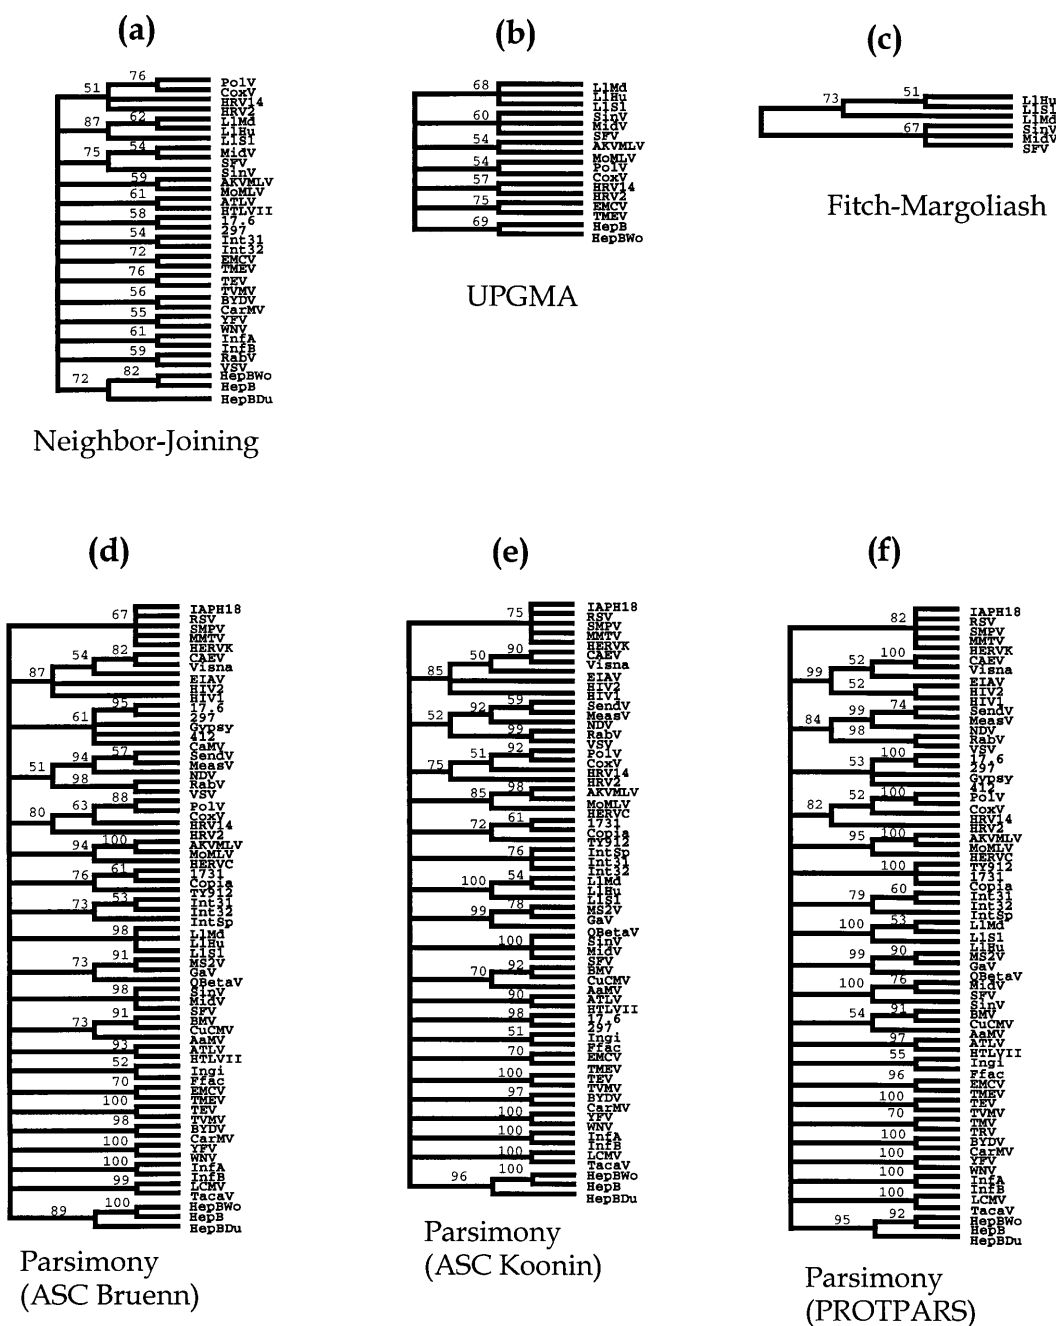 (a)
76
PolV
51
CoxV
HRV14
HRV2
62
L1Md
87
L1Hu
L1S1
54
MidV
75
SFV
SinV
59
AKVMLV
MoMLV
61
ATLV
HTLVII
58
17.6
297
54
Int31
Int32
72
EMCV
TMEV
76
TEV
TVMV
56
BYDV
CarMV
55
YFV
WNV
61
InfA
InfB
59
RabV
VSV
82
HepBWo
72
HepB
HepBDu
Neighbor-Joining
(b)
68
L1Md
L1Hu
L1S1
60
SinV
MidV
SFV
54
AKVMLV
MoMLV
54
PolV
CoxV
57
HRV14
HRV2
75
EMCV
TMEV
69
HepB
HepBWo
UPGMA
(c)
51
L1Hu
73
L1S1
L1Md
67
SinV
MidV
SFV
Fitch-Margoliash
(d)
IAPH18
67
RSV
SMPV
MMTV
HERVK
82
CAEV
54
Visna
87
EIAV
HIV2
HIV1
95
17.6
61
297
Gypsy
412
CaMV
57
SendV
94
MeasV
51
NDV
98
RabV
VSV
88
PolV
63
CoxV
80
HRV14
HRV2
100
AKVMLV
94
MoMLV
HERVC
61
1731
76
Copia
TY912
53
Int31
73
Int32
IntSp
98
L1Md
L1Hu
L1S1
91
MS2V
73
GaV
QBetaV
98
SinV
MidV
SFV
91
BMV
73
CuCMV
AaMV
93
ATLV
HTLVII
52
Ingi
Ffac
70
EMCV
TMEV
100
TEV
TVMV
98
BYDV
CarMV
100
YFV
WNV
100
InfA
InfB
99
LCMV
TacaV
100
HepBWo
89
HepB
HepBDu
Parsimony
(ASC Bruenn)
(e)
75
IAPH18
RSV
SMPV
MMTV
HERVK
90
CAEV
50
Visna
85
EIAV
HIV2
HIV1
59
SendV
92
MeasV
52
NDV
99
RabV
VSV
92
PolV
51
CoxV
75
HRV14
HRV2
98
AKVMLV
85
MoMLV
HERVC
61
1731
72
Copia
TY912
76
IntSp
Int31
Int32
54
L1Md
100
L1Hu
L1S1
78
MS2V
99
GaV
QBetaV
100
SinV
MidV
SFV
92
BMV
70
CuCMV
AaMV
90
ATLV
HTLVII
98
17.6
297
51
Ingi
Ffac
70
EMCV
TMEV
100
TEV
TVMV
97
BYDV
CarMV
100
YFV
WNV
100
InfA
InfB
100
LCMV
TacaV
100
HepBWo
96
HepB
HepBDu
Parsimony
(ASC Koonin)
(f)
82
IAPH18
RSV
SMPV
MMTV
HERVK
100
CAEV
52
Visna
99
EIAV
52
HIV2
HIV1
74
SendV
99
MeasV
84
NDV
98
RabV
VSV
100
17.6
53
297
Gypsy
412
100
PolV
52
CoxV
82
HRV14
HRV2
100
AKVMLV
95
MoMLV
HERVC
100
TY912
1731
Copia
60
Int31
79
Int32
IntSp
53
L1Md
100
L1S1
L1Hu
90
MS2V
99
GaV
QBetaV
76
MidV
100
SFV
SinV
91
BMV
54
CuCMV
AaMV
97
ATLV
HTLVII
55
Ingi
Ffac
96
EMCV
TMEV
100
TEV
TVMV
70
TMV
TRV
100
BYDV
CarMV
100
YFV
WNV
100
InfA
InfB
100
LCMV
TacaV
92
HepBWo
95
HepB
HepBDu
Parsimony
(PROTPARS)